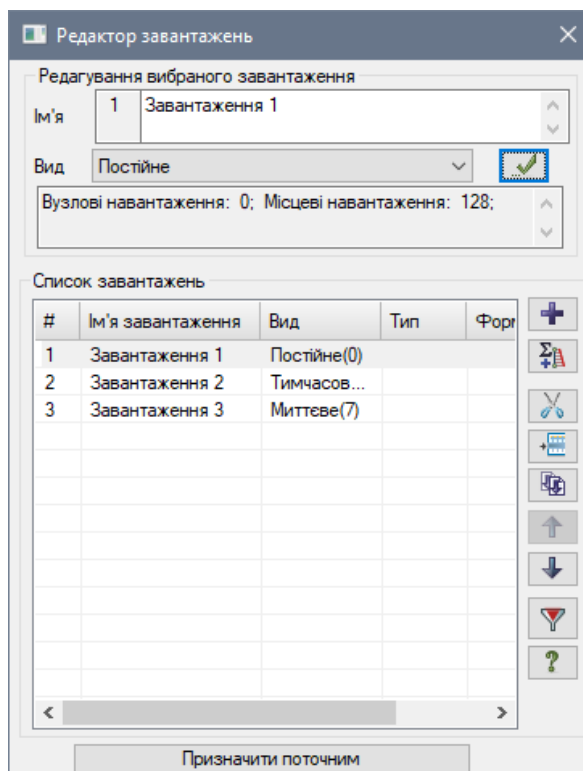 Редактор завантажень
Редагування вибраного завантаження
Ім'я 1 Завантаження 1
Вид Постійне
Вузлові навантаження: 0; Місцеві навантаження: 128;
Список завантажень
# Ім'я завантаження Вид Тип Форм
1 Завантаження 1 Постійне(0)
2 Завантаження 2 Тимчасов...
3 Завантаження 3 Миттєве(7)
Призначити поточним